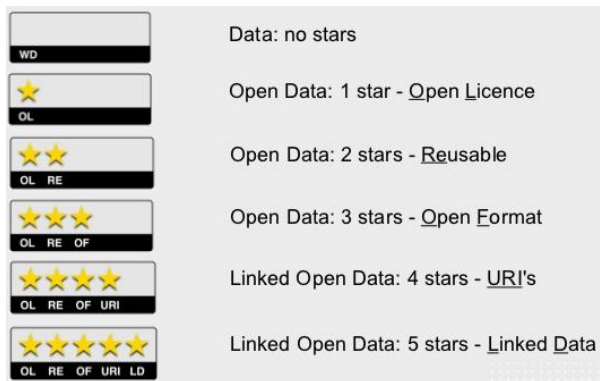 WD
Data: no stars
OL
Open Data: 1 star - Open Licence
OL RE
Open Data: 2 stars - Reusable
OL RE OF
Open Data: 3 stars - Open Format
OL RE OF URI
Linked Open Data: 4 stars - URI's
OL RE OF URI LD
Linked Open Data: 5 stars - Linked Data